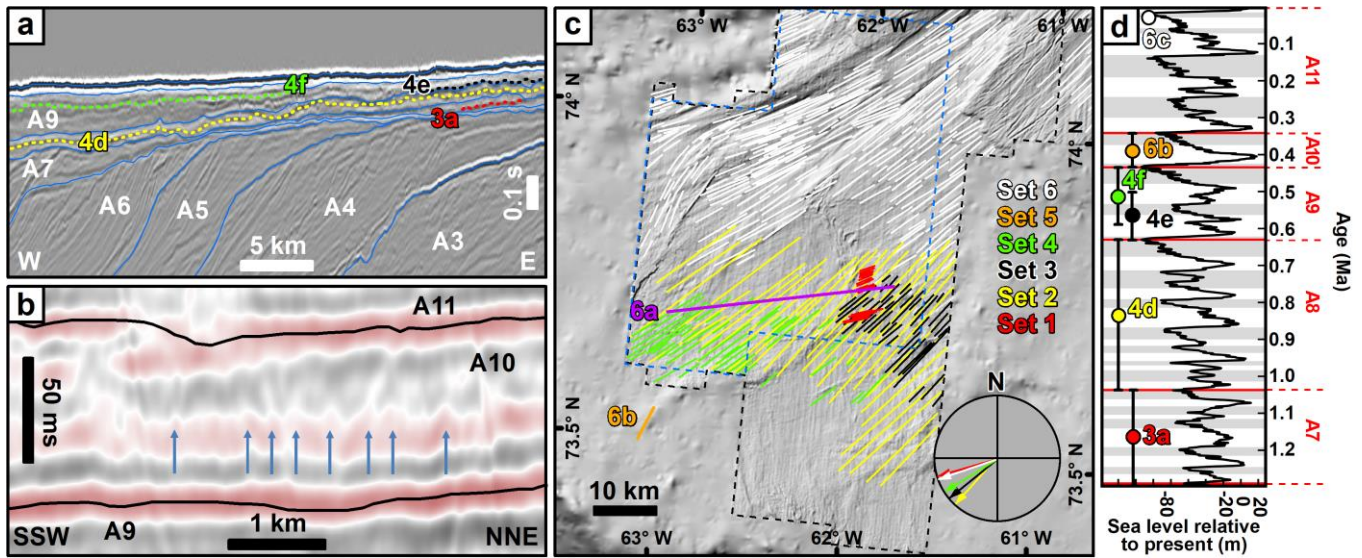 a
4f
4e
A9
3a
4d
A7
A6
A5
A4
A3
0.1 s
5 km
W
E
b
A11
A10
50 ms
A9
SSW
1 km
NNE
c
63° W
62° W
61° W
74° N
74° N
Set 6
Set 5
Set 4
Set 3
Set 2
Set 1
6a
6b
N
73.5° N
73.5° N
10 km
63° W
62° W
61° W
d
6c
0.1
A11
0.2
0.3
6b
0.4
A10
4f
0.5
A9
4e
0.6
0.7
4d
0.8
A8
0.9
1.0
1.1
3a
A7
1.2
Age (Ma)
-80
-20
0
20
Sea level relative
to present (m)